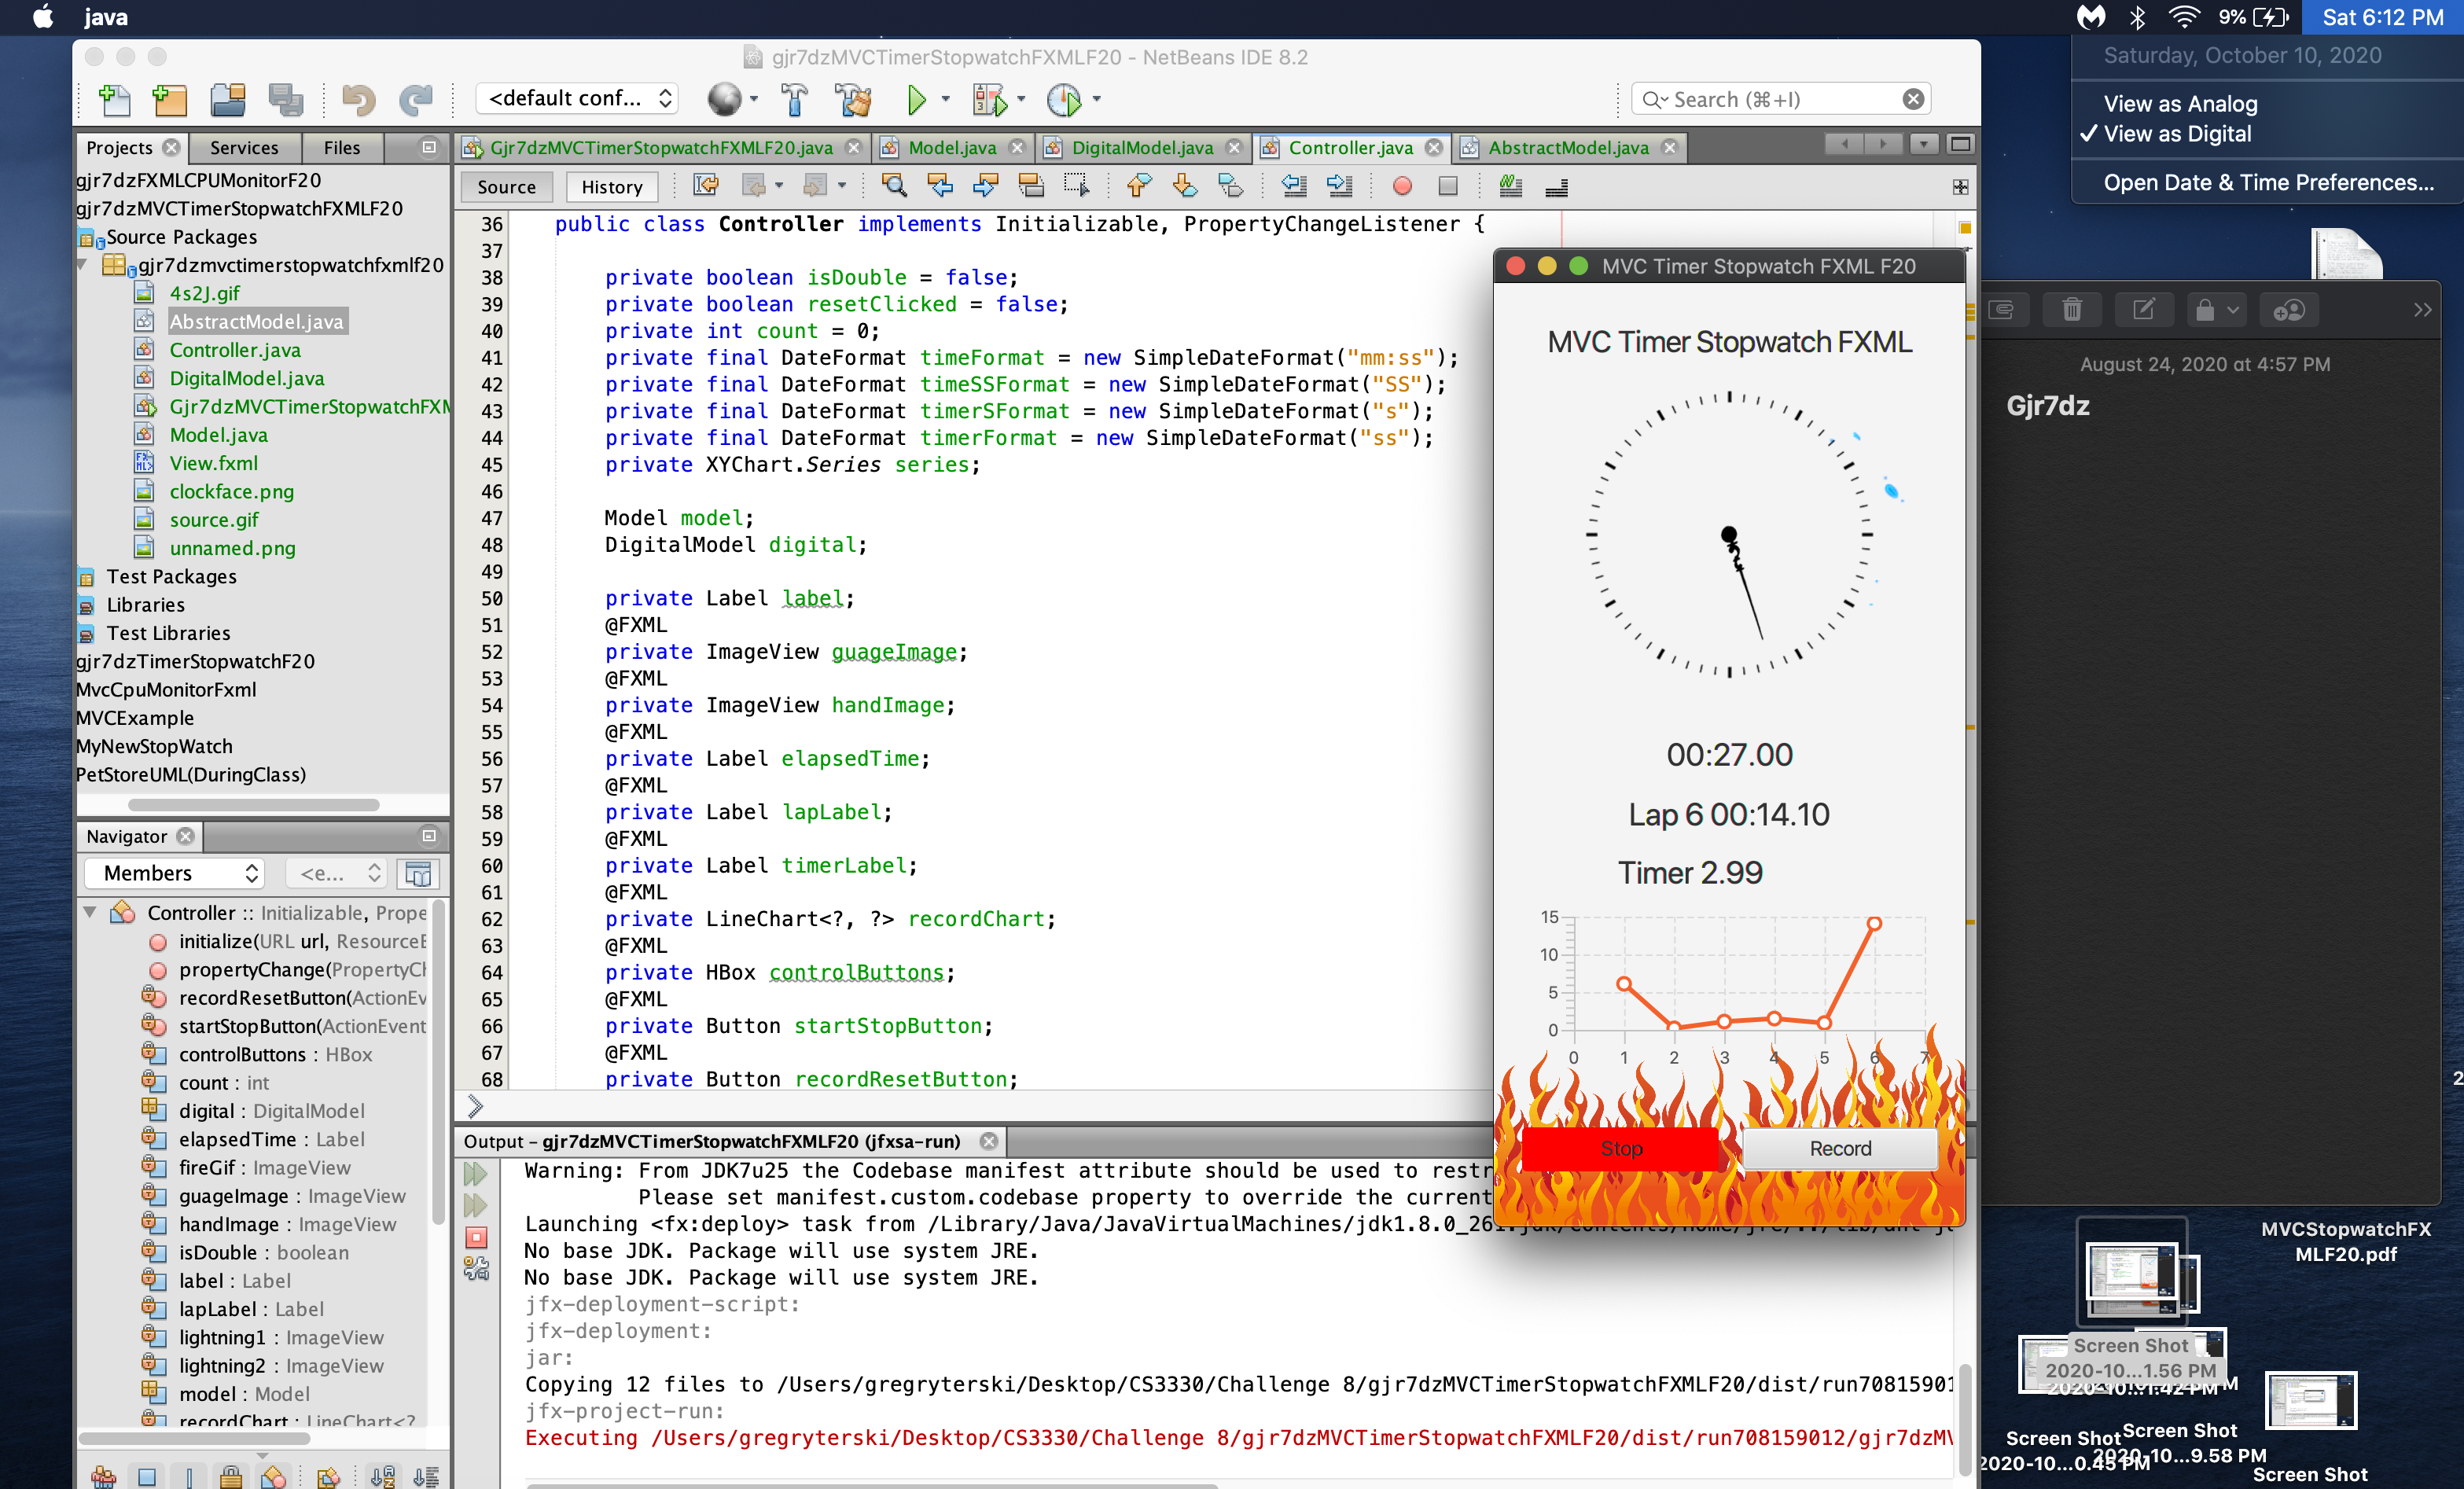 java
9%
Sat 6:12 PM
Saturday, October 10, 2020
View as Analog
✓ View as Digital
Open Date & Time Preferences...
gjr7dzMVCTimerStopwatchFXMLF20 - NetBeans IDE 8.2
<default conf...
Search (⌘+I)
Projects
Services
Files
Gjr7dzMVCTimerStopwatchFXMLF20.java
Model.java
DigitalModel.java
Controller.java
AbstractModel.java
Source
History
gjr7dzFXMLCPUMonitorF20
gjr7dzMVCTimerStopwatchFXMLF20
Source Packages
gjr7dzmvctimerstopwatchfxmlf20
4s2J.gif
AbstractModel.java
Controller.java
DigitalModel.java
Gjr7dzMVCTimerStopwatchFXM
Model.java
View.fxml
clockface.png
source.gif
unnamed.png
Test Packages
Libraries
Test Libraries
gjr7dzTimerStopwatchF20
MvcCpuMonitorFxml
MVCExample
MyNewStopWatch
PetStoreUML(DuringClass)
Navigator
Members
<e...
Controller :: Initializable, Prope
initialize(URL url, ResourceB
propertyChange(PropertyCh
recordResetButton(ActionEv
startStopButton(ActionEvent
controlButtons : HBox
count : int
digital : DigitalModel
elapsedTime : Label
fireGif : ImageView
guageImage : ImageView
handImage : ImageView
isDouble : boolean
label : Label
lapLabel : Label
lightning1 : ImageView
lightning2 : ImageView
model : Model
recordChart : LineChart<?
36 public class Controller implements Initializable, PropertyChangeListener {
37
38 private boolean isDouble = false;
39 private boolean resetClicked = false;
40 private int count = 0;
41 private final DateFormat timeFormat = new SimpleDateFormat("mm:ss");
42 private final DateFormat timeSSFormat = new SimpleDateFormat("SS");
43 private final DateFormat timerSFormat = new SimpleDateFormat("s");
44 private final DateFormat timerFormat = new SimpleDateFormat("ss");
45 private XYChart.Series series;
46
47 Model model;
48 DigitalModel digital;
49
50 private Label label;
51 @FXML
52 private ImageView guageImage;
53 @FXML
54 private ImageView handImage;
55 @FXML
56 private Label elapsedTime;
57 @FXML
58 private Label lapLabel;
59 @FXML
60 private Label timerLabel;
61 @FXML
62 private LineChart<?, ?> recordChart;
63 @FXML
64 private HBox controlButtons;
65 @FXML
66 private Button startStopButton;
67 @FXML
68 private Button recordResetButton;
Output - gjr7dzMVCTimerStopwatchFXMLF20 (jfxsa-run)
Warning: From JDK7u25 the Codebase manifest attribute should be used to restr
Please set manifest.custom.codebase property to override the current
Launching <fx:deploy> task from /Library/Java/JavaVirtualMachines/jdk1.8.0_261.jdk/Contents/Home/jre/../lib/ant-j
No base JDK. Package will use system JRE.
No base JDK. Package will use system JRE.
jfx-deployment-script:
jfx-deployment:
jar:
Copying 12 files to /Users/gregryterski/Desktop/CS3330/Challenge 8/gjr7dzMVCTimerStopwatchFXMLF20/dist/run70815901
jfx-project-run:
Executing /Users/gregryterski/Desktop/CS3330/Challenge 8/gjr7dzMVCTimerStopwatchFXMLF20/dist/run708159012/gjr7dzMV
MVC Timer Stopwatch FXML F20
MVC Timer Stopwatch FXML
00:27.00
Lap 6 00:14.10
Timer 2.99
15
10
5
0
0 1 2 3 4 5 6 7
Stop
Record
August 24, 2020 at 4:57 PM
Gjr7dz
MVCStopwatchFX
MLF20.pdf
Screen Shot
2020-10...1.56 PM
2020-10...1:42 PM
Screen Shot
2020-10...0.45 PM
Screen Shot
2020-10...9.58 PM
Screen Shot